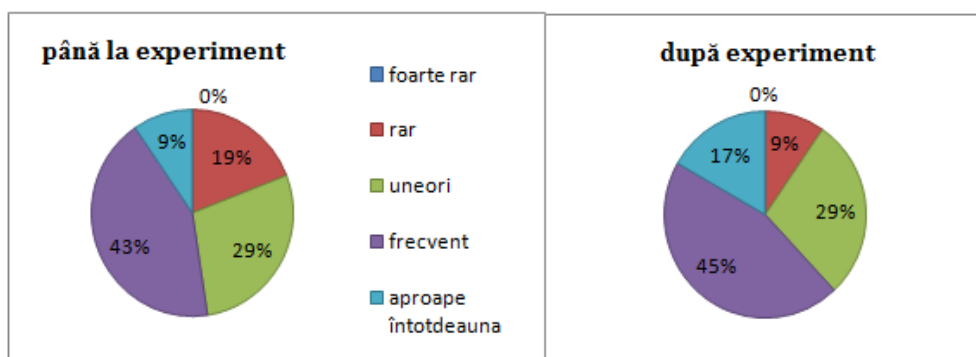 până la experiment
0%
9%
19%
43%
29%
foarte rar
rar
uneori
frecvent
aproape
întotdeauna
după experiment
0%
17%
9%
29%
45%